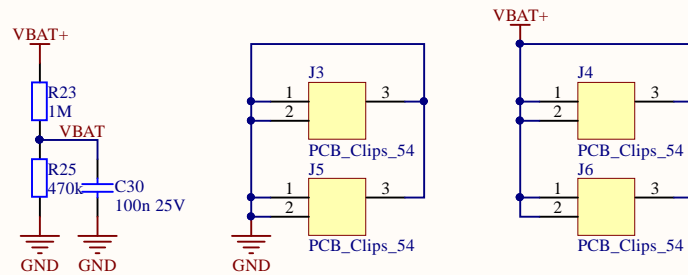 VBAT+
R23
1M
VBAT
R25
470k
C30
100n 25V
GND
GND
J3
1
2
3
PCB_Clips_54
J5
1
2
3
PCB_Clips_54
GND
VBAT+
J4
1
2
3
PCB_Clips_54
J6
1
2
3
PCB_Clips_54